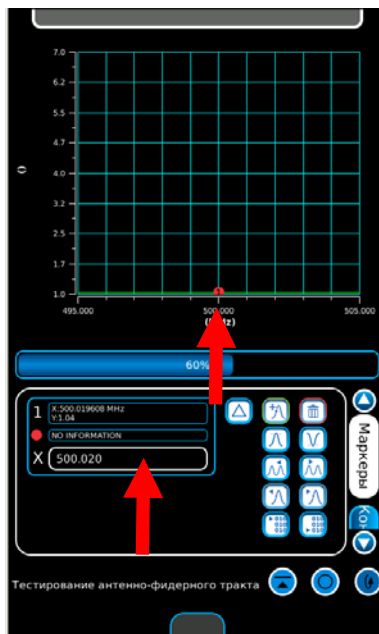 7.0
6.2
5.5
4.7
4.0
()
3.2
2.5
1.7
1.0
1
495.000 500.000 505.000
60%
1 X:500.019608 MHz
Y:1.04
NO INFORMATION
X 500.020
Маркеры
Тестирование антенно-фидерного тракта